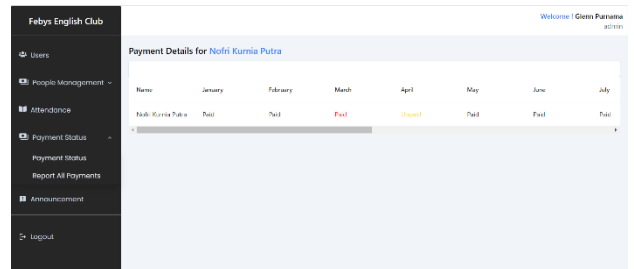 Febys English Club
Welcome ! Glenn Purnama
admin
Users
People Management
Attendance
Payment Status
Payment Status
Report All Payments
Announcement
Logout
Payment Details for Nofri Kurnia Putra
Name January February March April May June July
Nofri Kurnia Putra Paid Paid Paid Unpaid Paid Paid Paid